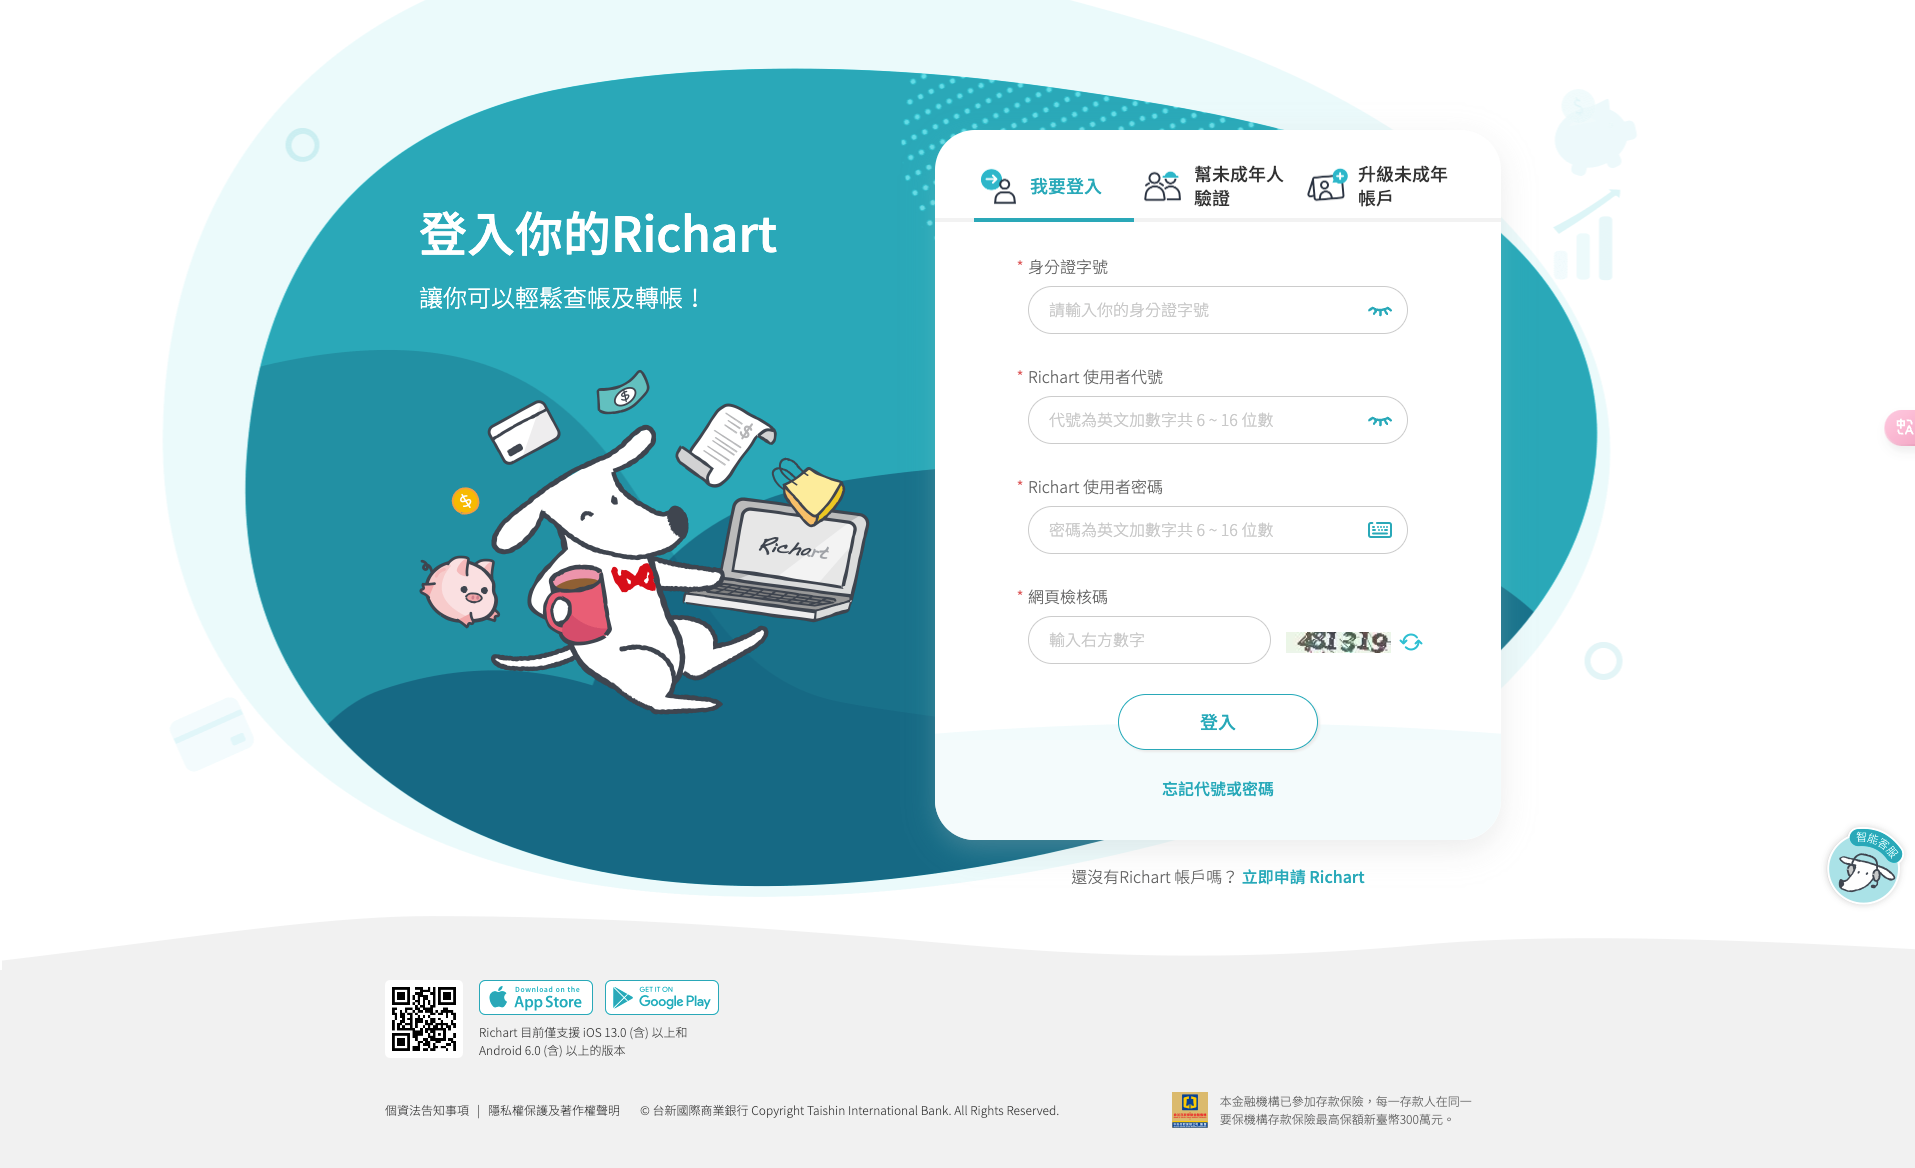 登入你的Richart
讓你可以輕鬆查帳及轉帳！
Richart
我要登入
幫未成年人
驗證
升級未成年
帳戶
* 身分證字號
請輸入你的身分證字號
* Richart 使用者代號
代號為英文加數字共 6 ~ 16 位數
* Richart 使用者密碼
密碼為英文加數字共 6 ~ 16 位數
* 網頁檢核碼
輸入右方數字
481319
登入
忘記代號或密碼
還沒有Richart 帳戶嗎？ 立即申請 Richart
中A
智能客服
Download on the
App Store
GET IT ON
Google Play
Richart 目前僅支援 iOS 13.0 (含) 以上和
Android 6.0 (含) 以上的版本
個資法告知事項 | 隱私權保護及著作權聲明 © 台新國際商業銀行 Copyright Taishin International Bank. All Rights Reserved.
本金融機構已參加存款保險，每一存款人在同一
要保機構存款保險最高保額新臺幣300萬元。